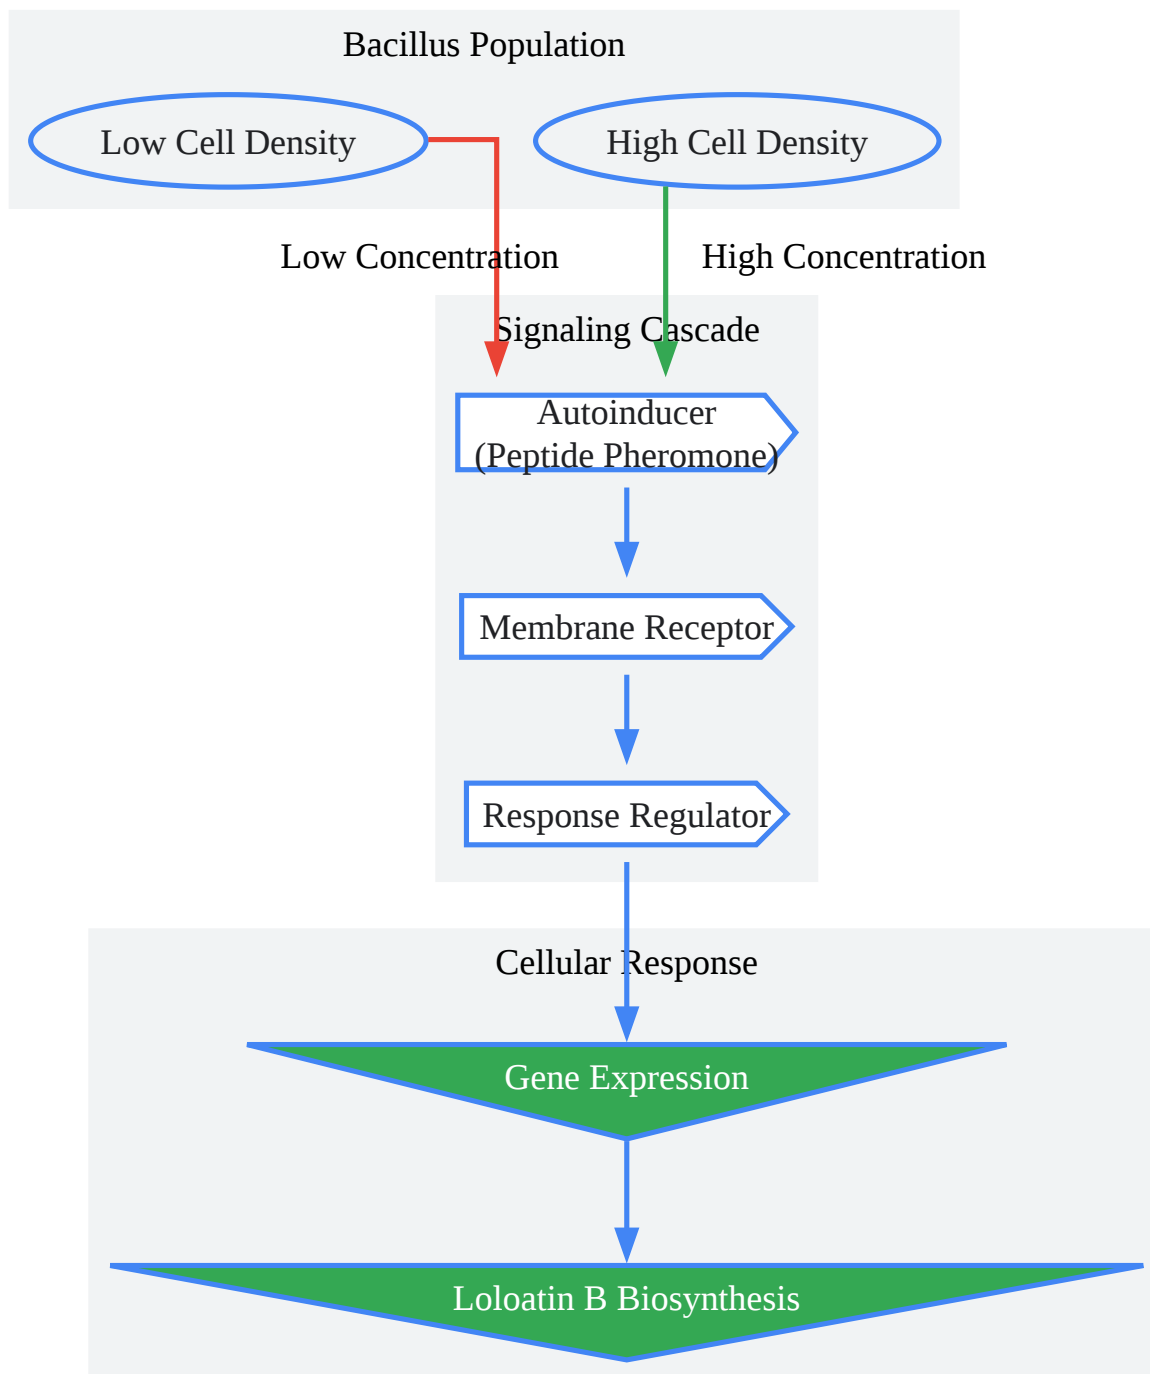 Bacillus Population
Low Cell Density
High Cell Density
Low Concentration
High Concentration
Signaling Cascade
Autoinducer
(Peptide Pheromone)
Membrane Receptor
Response Regulator
Cellular Response
Gene Expression
Loloatin B Biosynthesis